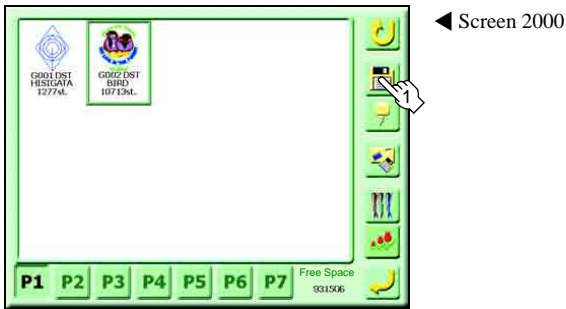 ◀ Screen 2000
G001 DST
HISIGATA
1277st.
G002 DST
BIRD
10713st.
1
P1 P2 P3 P4 P5 P6 P7
Free Space
931506